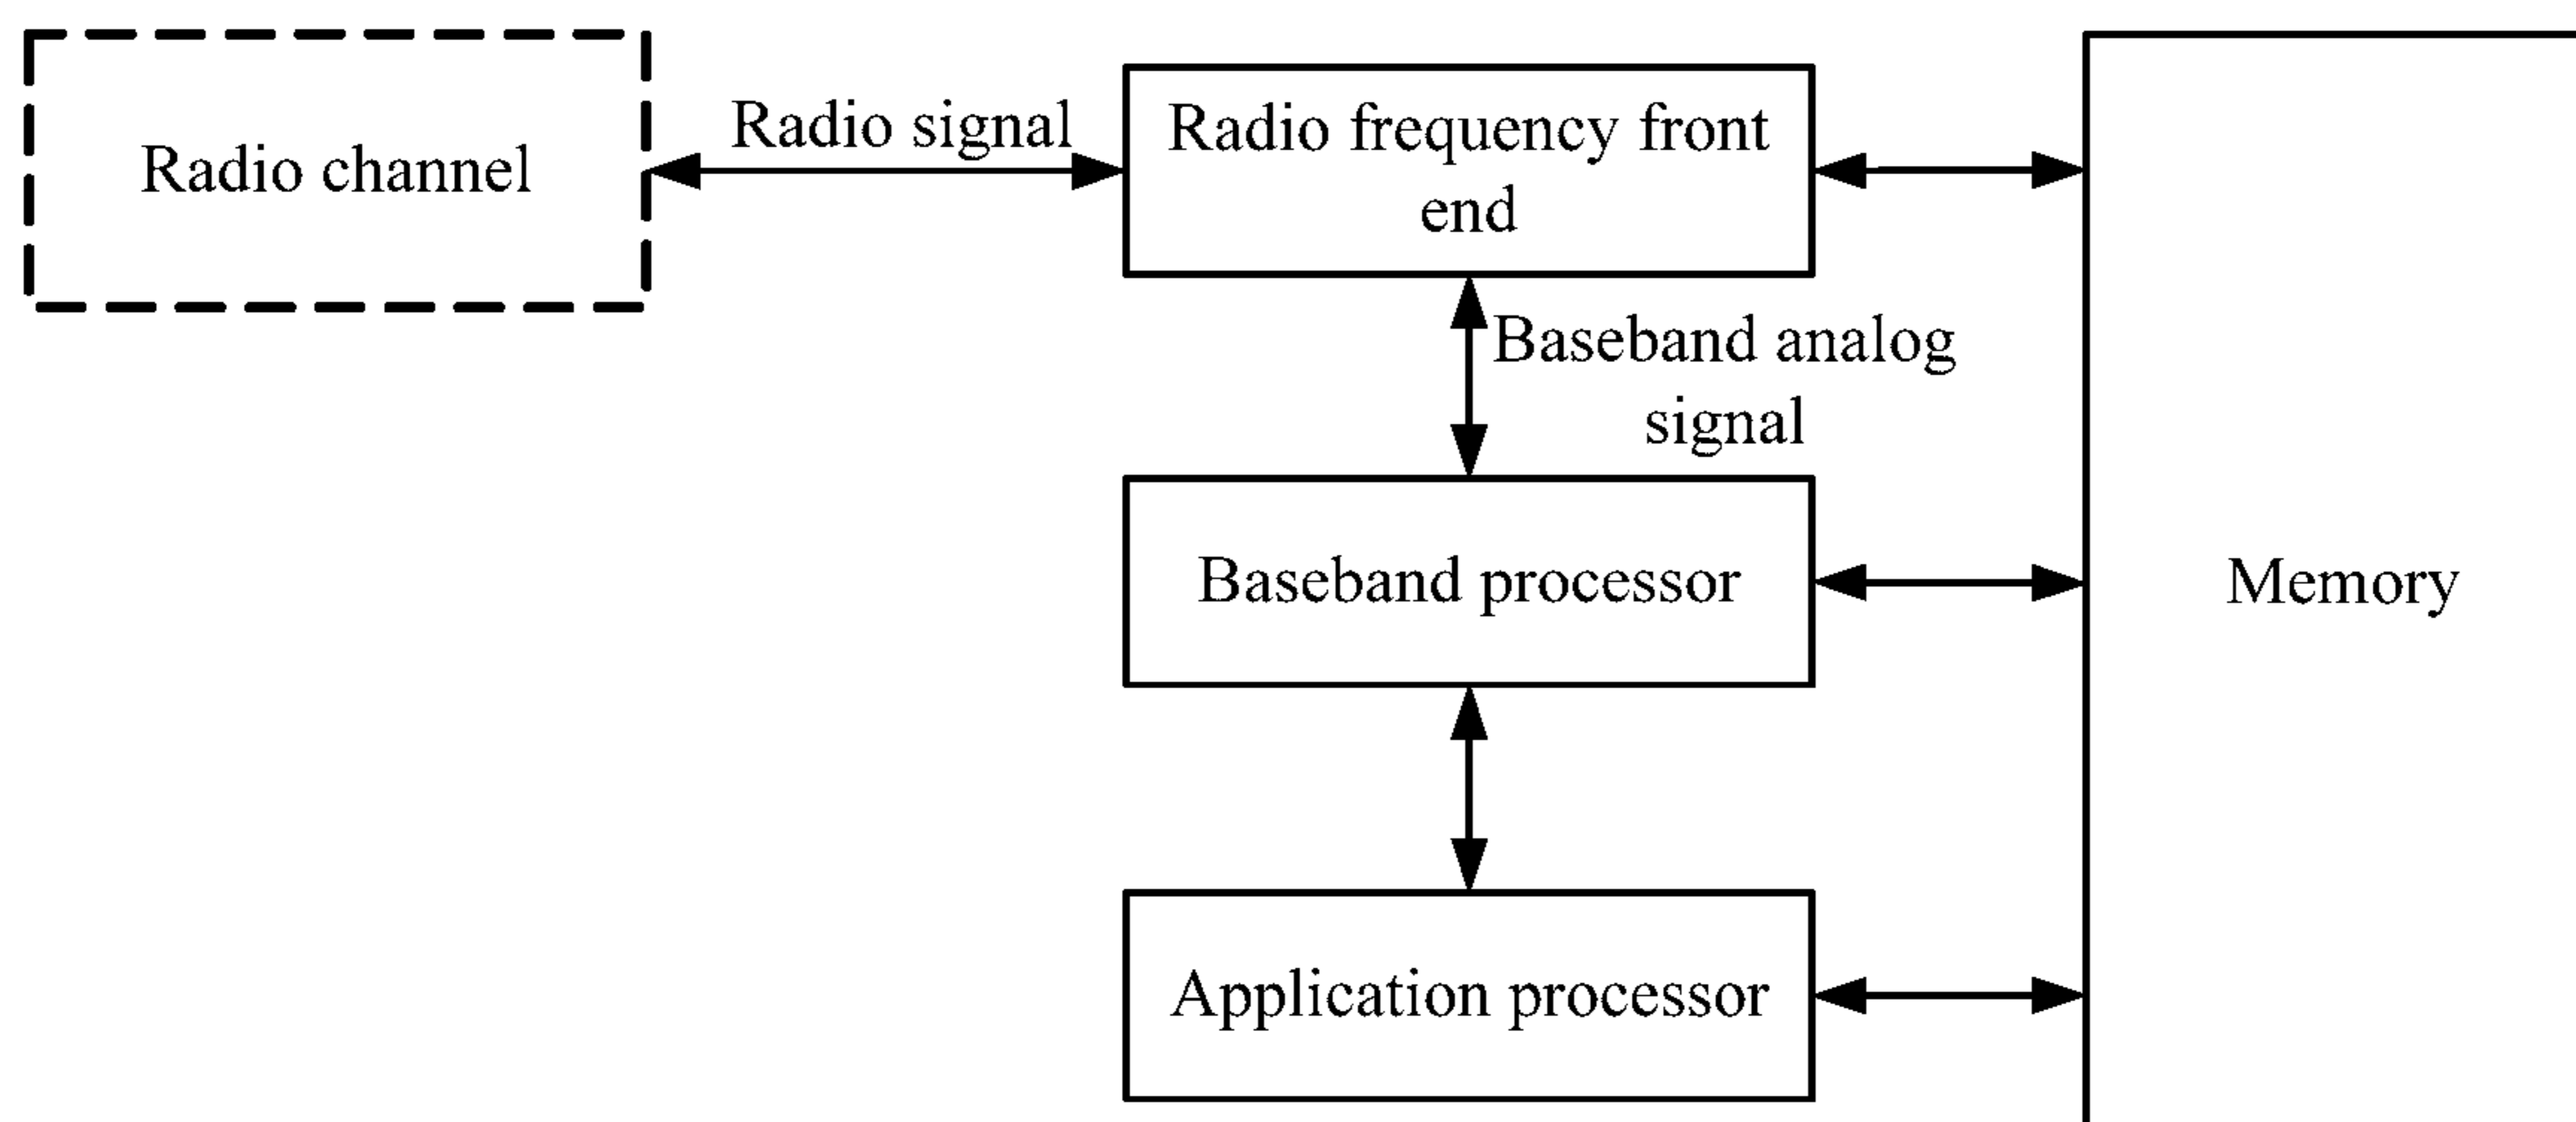 Radio channel
Radio signal
Radio frequency front
end
Baseband analog
signal
Baseband processor
Memory
Application processor